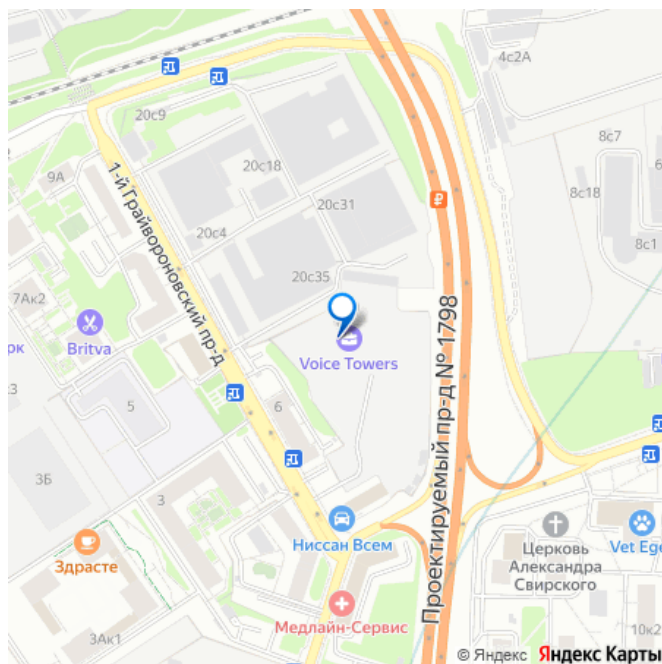 4с2А
20с9
8с7
6
20с18
9А
8с18
1-й Грайвороновский пр-д
20с31
20с4
8с1
20с35
7Ак2
Проектируемый пр-д № 1798
рк
Britva
Voice Towers
5
6
3Б
3
Ниссан Всем
Церковь
Александра
Свирского
Vet Ege
Здрасте
Медлайн-Сервис
10к2
3Ак1
© Яндекс Яндекс Карты